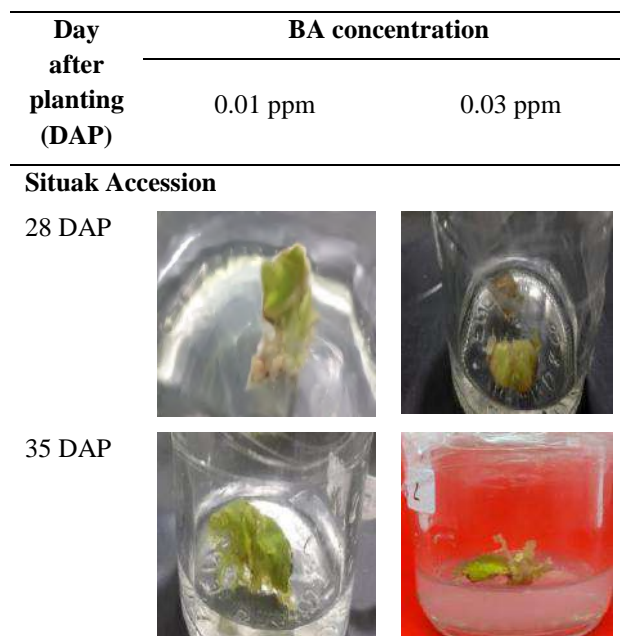 Day
after
planting
(DAP)
BA concentration
0.01 ppm
0.03 ppm
Situak Accession
28 DAP
35 DAP